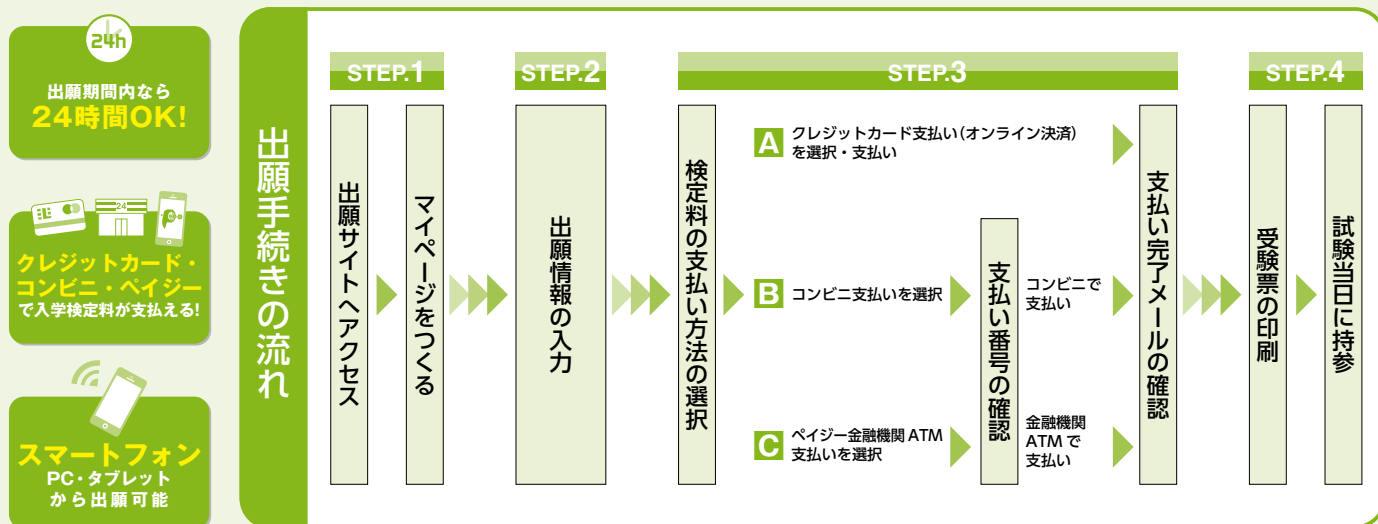 24h
出願期間内なら
24時間OK!
24
クレジットカード・
コンビニ・ペイジー
で入学検定料が支払える!
スマートフォン
PC・タブレット
から出願可能
出願手続きの流れ
STEP.1
出願サイトへアクセス
マイページをつくる
STEP.2
出願情報の入力
STEP.3
検定料の支払い方法の選択
A
クレジットカード支払い(オンライン決済)
を選択・支払い
B
コンビニ支払いを選択
C
ペイジー金融機関 ATM
支払いを選択
支払い番号の確認
コンビニで
支払い
金融機関
ATM で
支払い
支払い完了メールの確認
STEP.4
受験票の印刷
試験当日に持参